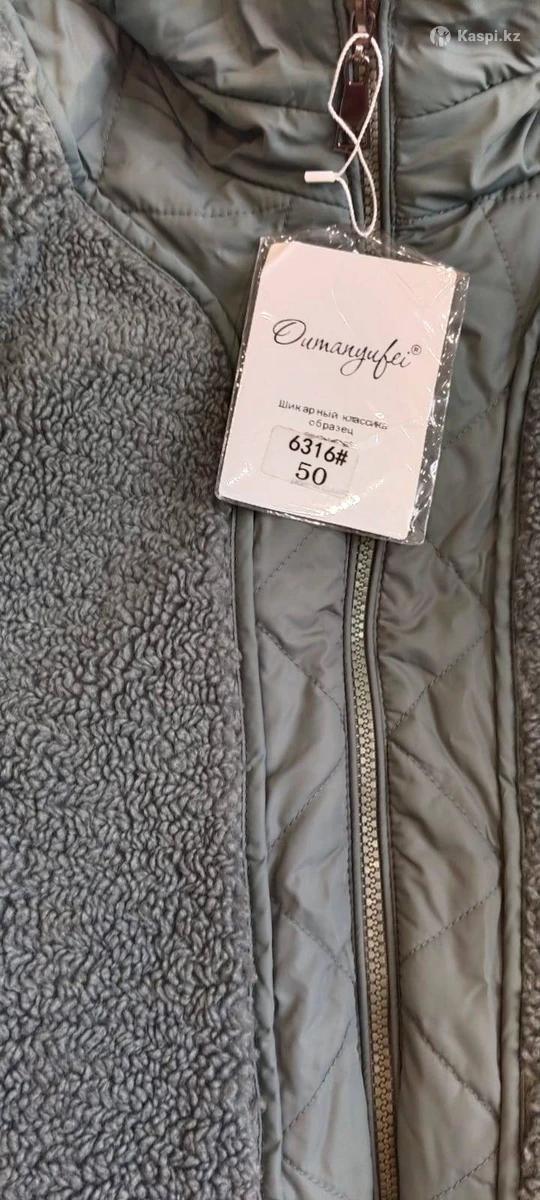 Kaspi.kz
Oumanyufei®
Шикарный классика
образец
6316#
50